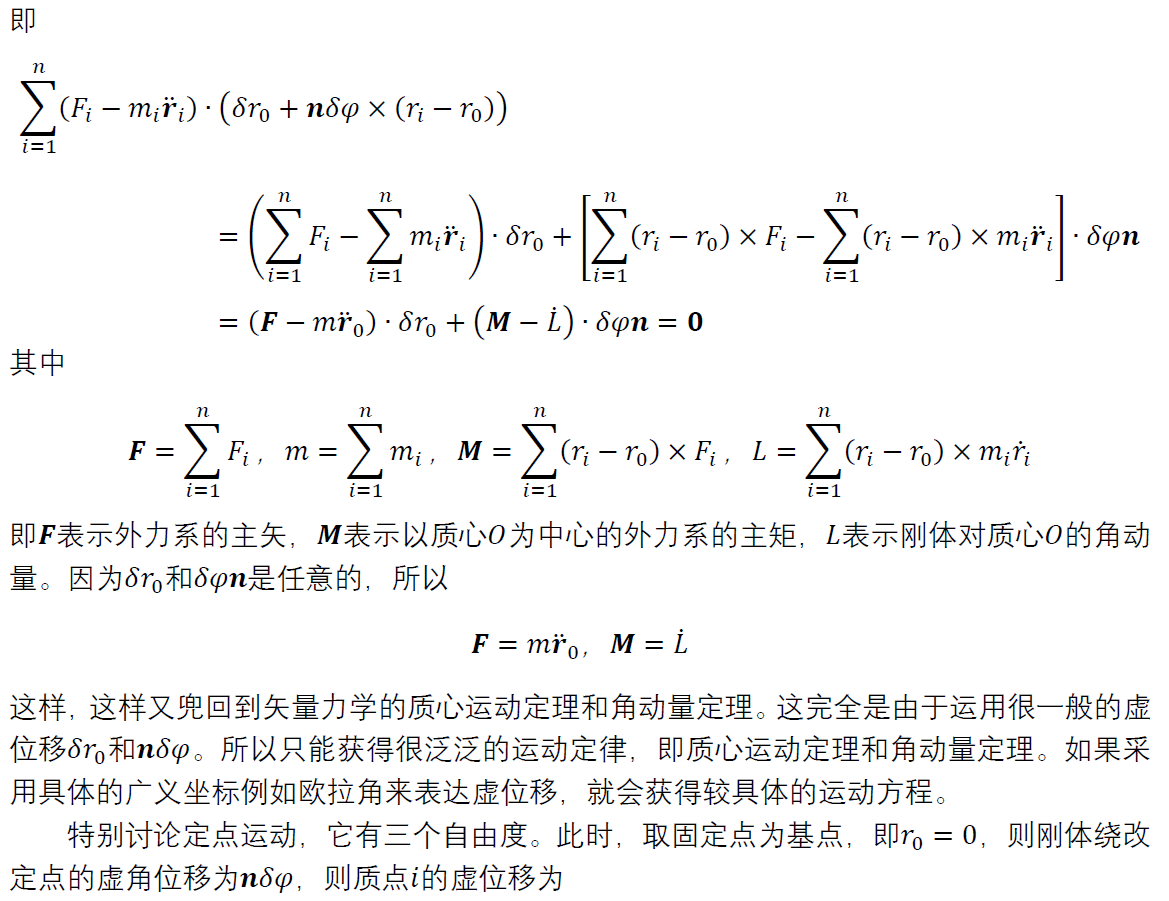 即
$$\sum_{i=1}^{n}(F_i - m_i\ddot{\boldsymbol{r}}_i)\cdot\left(\delta r_0 + \boldsymbol{n}\delta\varphi\times(r_i - r_0)\right)$$
$$=\left(\sum_{i=1}^{n}F_i - \sum_{i=1}^{n}m_i\ddot{\boldsymbol{r}}_i\right)\cdot\delta r_0 + \left[\sum_{i=1}^{n}(r_i - r_0)\times F_i - \sum_{i=1}^{n}(r_i - r_0)\times m_i\ddot{\boldsymbol{r}}_i\right]\cdot\delta\varphi\boldsymbol{n}$$
$$=(\boldsymbol{F} - m\ddot{\boldsymbol{r}}_0)\cdot\delta r_0 + (\boldsymbol{M} - \dot{L})\cdot\delta\varphi\boldsymbol{n} = \boldsymbol{0}$$
其中
$$\boldsymbol{F} = \sum_{i=1}^{n}F_i，m = \sum_{i=1}^{n}m_i，\boldsymbol{M} = \sum_{i=1}^{n}(r_i - r_0)\times F_i，L = \sum_{i=1}^{n}(r_i - r_0)\times m_i\dot{r}_i$$
即$\boldsymbol{F}$表示外力系的主矢，$\boldsymbol{M}$表示以质心$O$为中心的外力系的主矩，$L$表示刚体对质心$O$的角动
量。因为$\delta r_0$和$\delta\varphi\boldsymbol{n}$是任意的，所以
$$\boldsymbol{F} = m\ddot{\boldsymbol{r}}_0，\boldsymbol{M} = \dot{L}$$
这样，这样又兜回到矢量力学的质心运动定理和角动量定理。这完全是由于运用很一般的虚
位移$\delta r_0$和$\boldsymbol{n}\delta\varphi$。所以只能获得很泛泛的运动定律，即质心运动定理和角动量定理。如果采
用具体的广义坐标例如欧拉角来表达虚位移，就会获得较具体的运动方程。
特别讨论定点运动，它有三个自由度。此时，取固定点为基点，即$r_0 = 0$，则刚体绕改
定点的虚角位移为$\boldsymbol{n}\delta\varphi$，则质点$i$的虚位移为